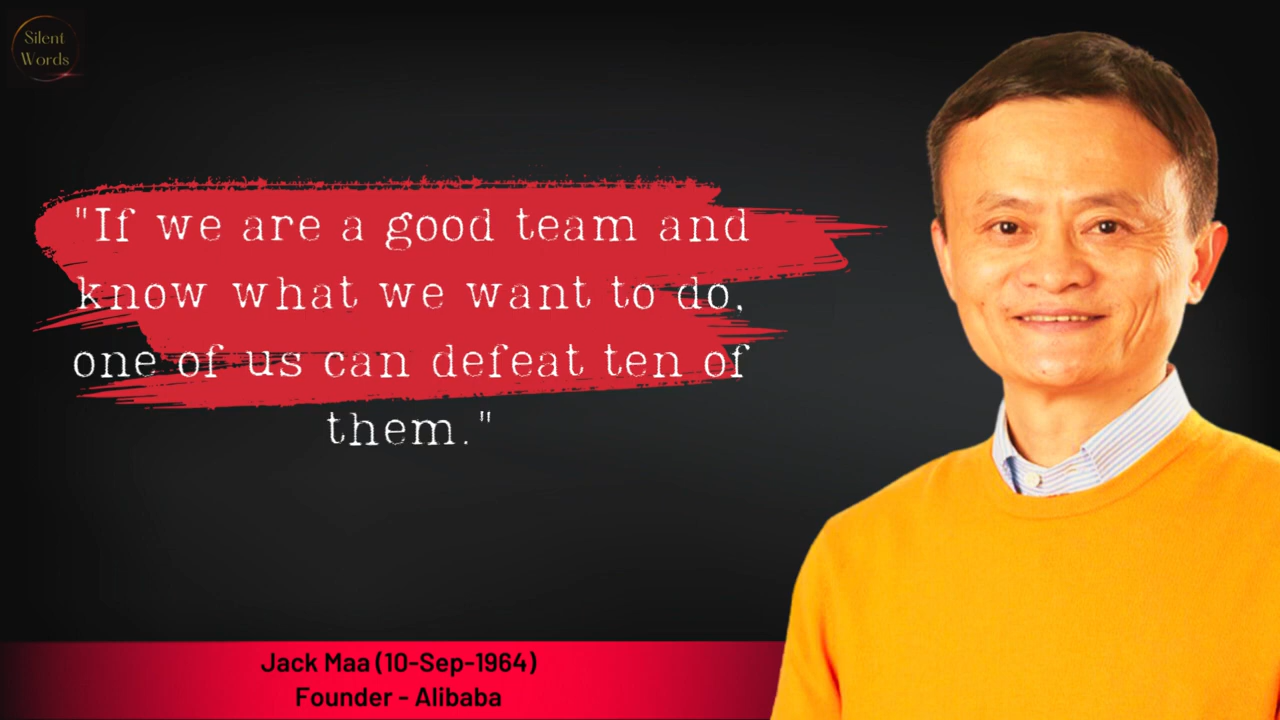 Silent
Words
"If we are a good team and
know what we want to do,
one of us can defeat ten of
them."
Jack Maa (10-Sep-1964)
Founder - Alibaba